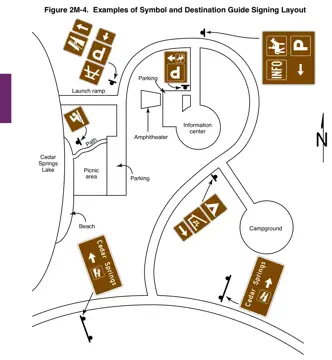 Figure 2M-4. Examples of Symbol and Destination Guide Signing Layout
P
P
INFO
P
Parking
Launch ramp
Information
center
Amphitheater
Path
Cedar
Springs
Lake
Picnic
area
Parking
N
Beach
Campground
Cedar Springs
Cedar Springs